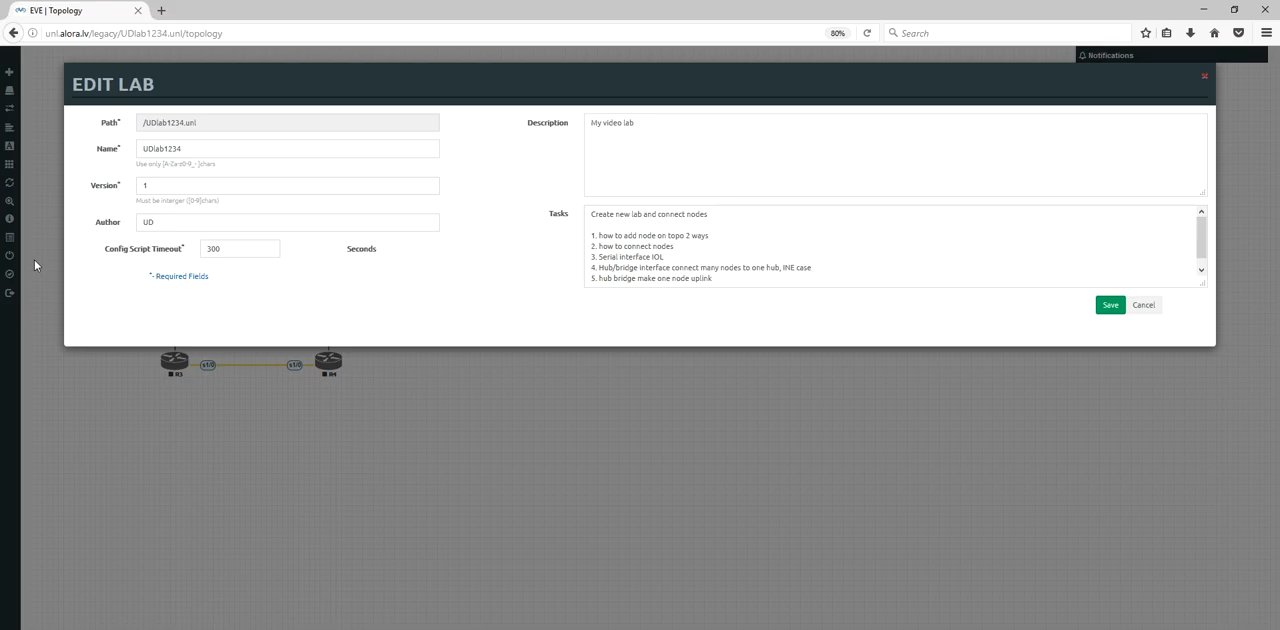 EVE | Topology
unl.alora.lv/legacy/UDlab1234.unl/topology
80%
Search
Notifications
EDIT LAB
Path*
/UDlab1234.unl
Name*
UDlab1234
Use only [A-Za-z0-9_- ]chars
Version*
1
Must be interger ([0-9]chars)
Author
UD
Config Script Timeout*
300
Seconds
*- Required Fields
Description
My video lab
Tasks
Create new lab and connect nodes
1. how to add node on topo 2 ways
2. how to connect nodes
3. Serial interface IOL
4. Hub/bridge interface connect many nodes to one hub, INE case
5. hub bridge make one node uplink
Save
Cancel
s1/0
s1/0
R3
R4